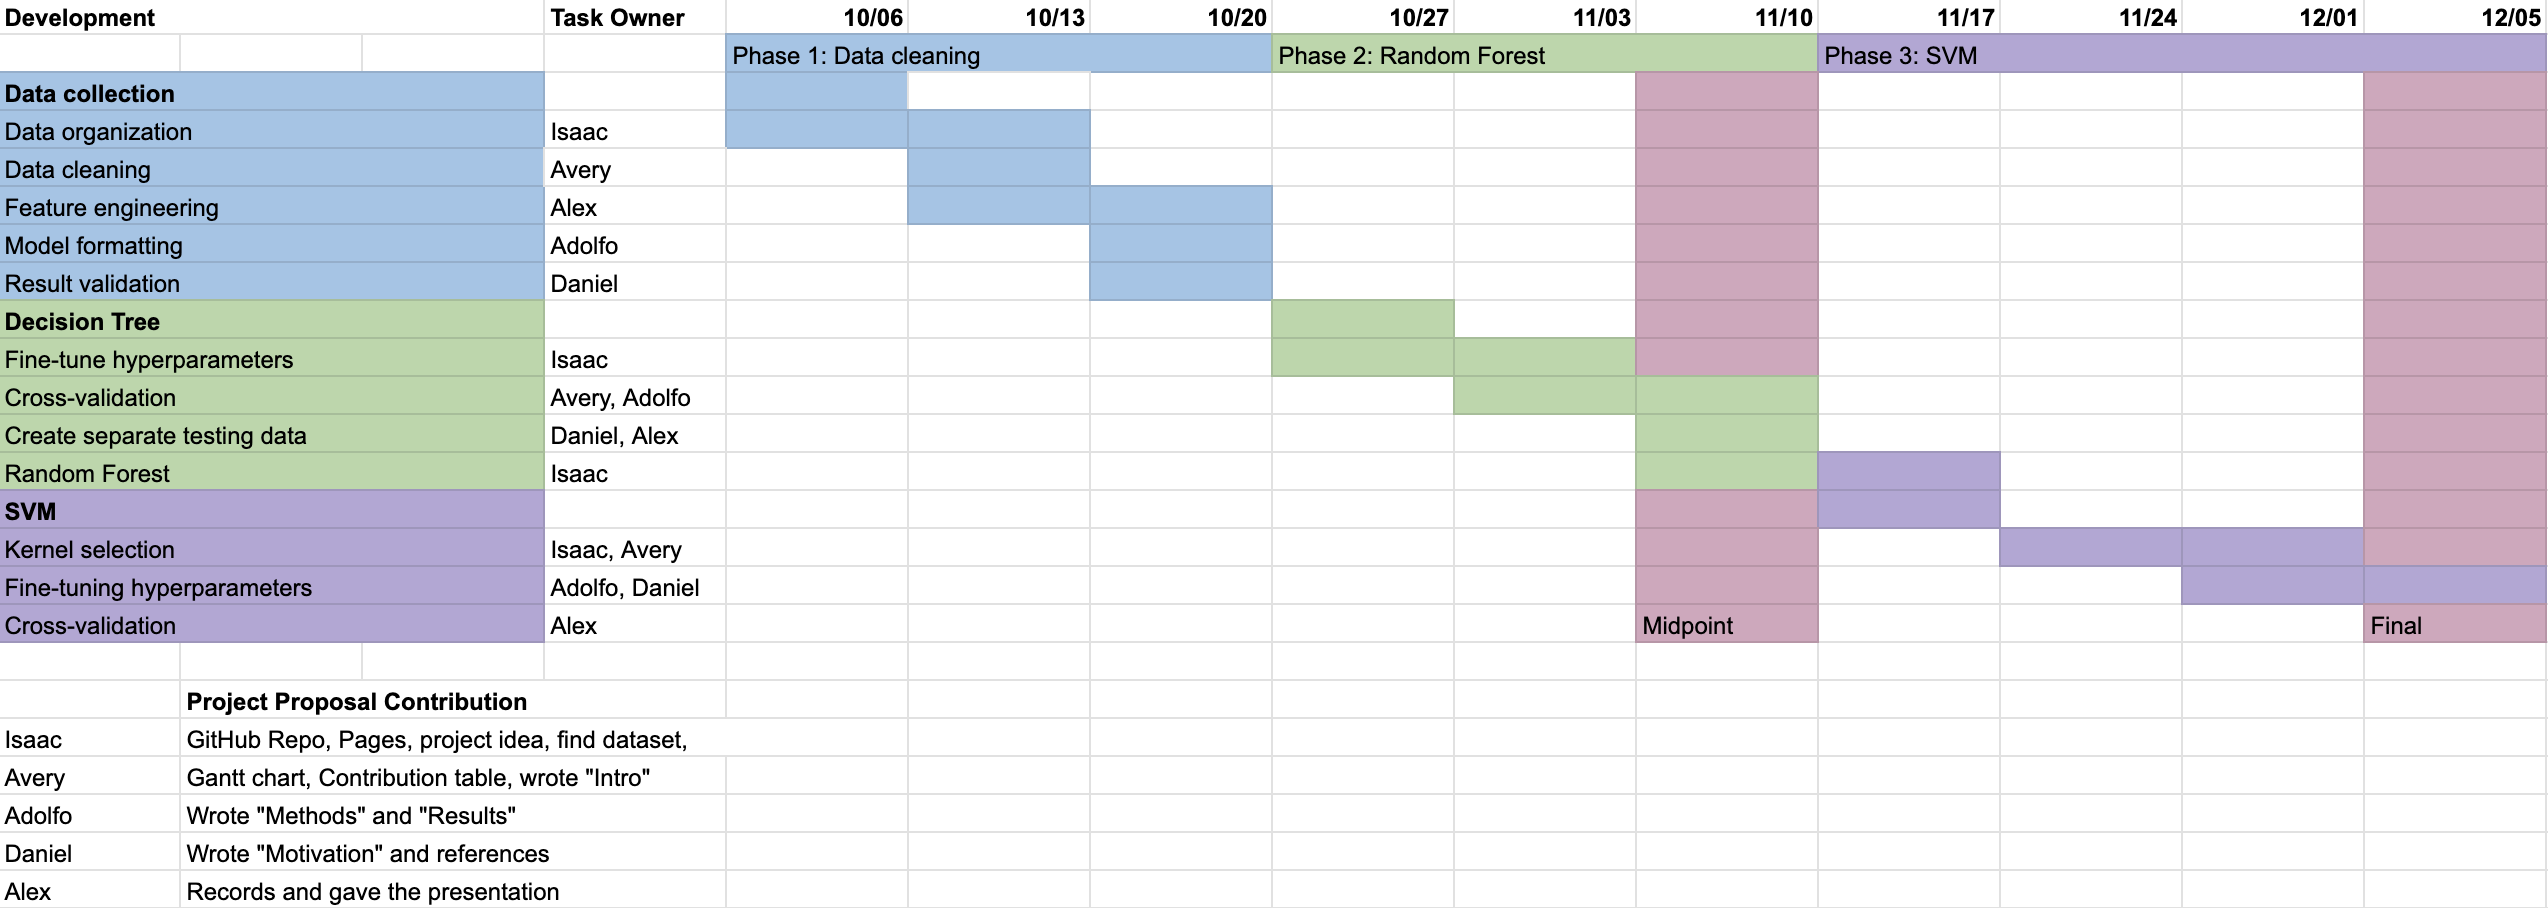 Development Task Owner 10/06 10/13 10/20 10/27 11/03 11/10 11/17 11/24 12/01 12/05
Phase 1: Data cleaning Phase 2: Random Forest Phase 3: SVM
Data collection
Data organization Isaac
Data cleaning Avery
Feature engineering Alex
Model formatting Adolfo
Result validation Daniel
Decision Tree
Fine-tune hyperparameters Isaac
Cross-validation Avery, Adolfo
Create separate testing data Daniel, Alex
Random Forest Isaac
SVM
Kernel selection Isaac, Avery
Fine-tuning hyperparameters Adolfo, Daniel
Cross-validation Alex Midpoint Final
Project Proposal Contribution
Isaac GitHub Repo, Pages, project idea, find dataset,
Avery Gantt chart, Contribution table, wrote "Intro"
Adolfo Wrote "Methods" and "Results"
Daniel Wrote "Motivation" and references
Alex Records and gave the presentation